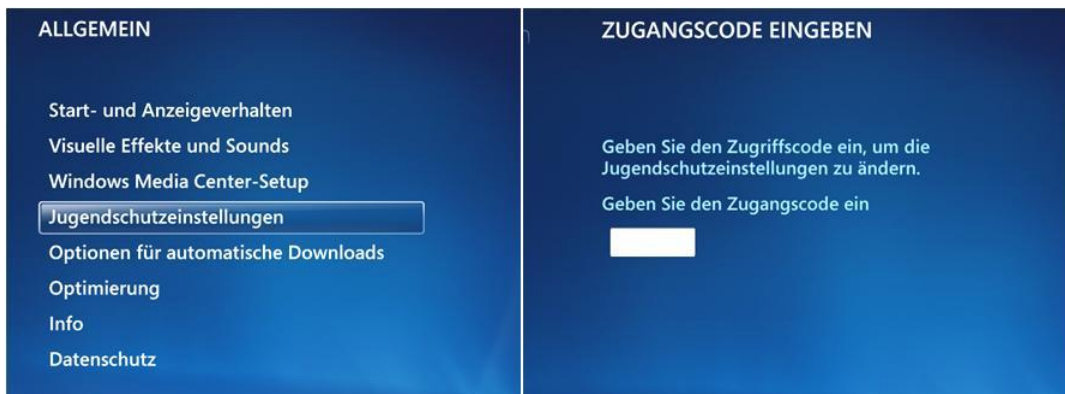 ALLGEMEIN
Start- und Anzeigeverhalten
Visuelle Effekte und Sounds
Windows Media Center-Setup
Jugendschutzeinstellungen
Optionen für automatische Downloads
Optimierung
Info
Datenschutz
ZUGANGSCODE EINGEBEN
Geben Sie den Zugriffscode ein, um die
Jugendschutzeinstellungen zu ändern.
Geben Sie den Zugangscode ein